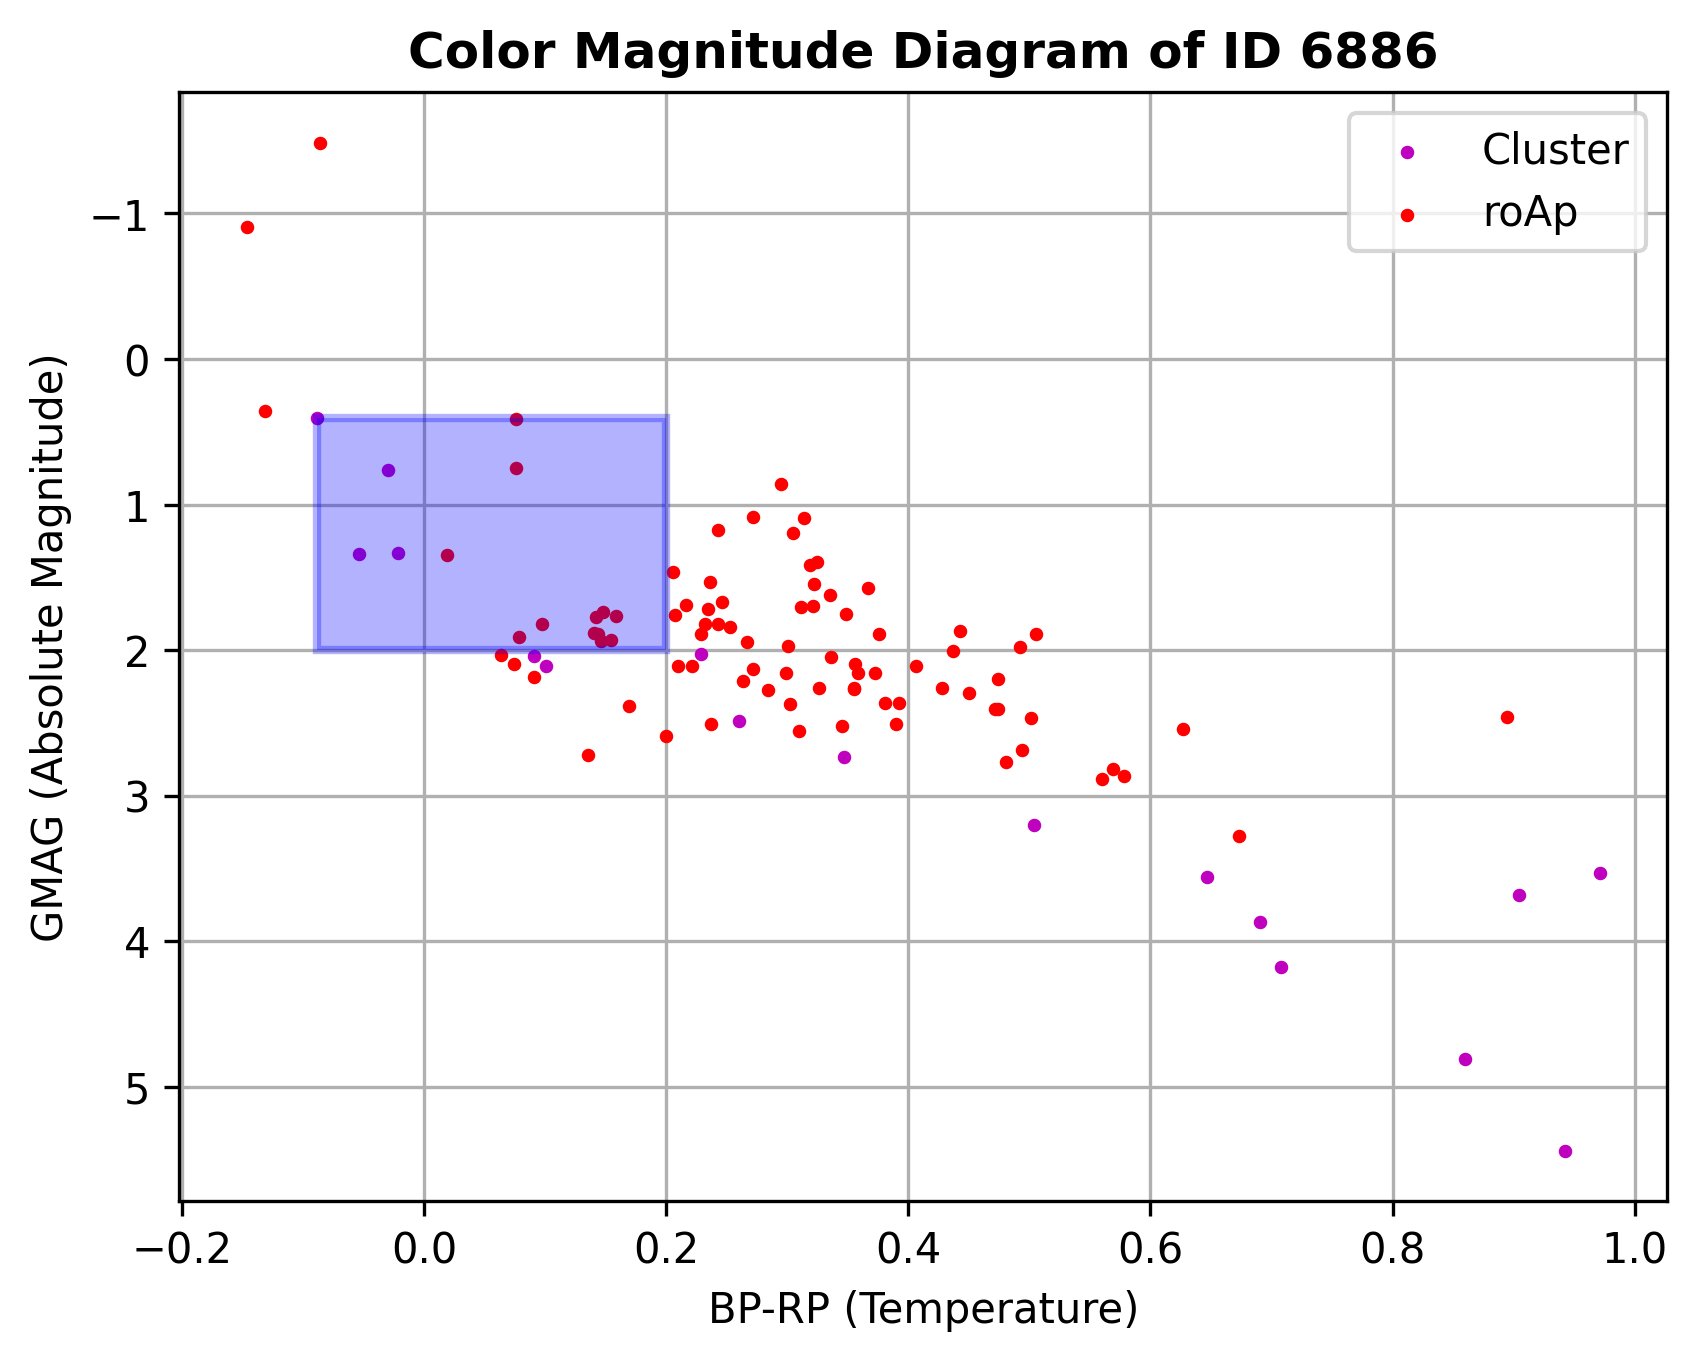 Color Magnitude Diagram of ID 6886
Cluster
roAp
−1
0
1
2
3
4
5
GMAG (Absolute Magnitude)
−0.2 0.0 0.2 0.4 0.6 0.8 1.0
BP-RP (Temperature)